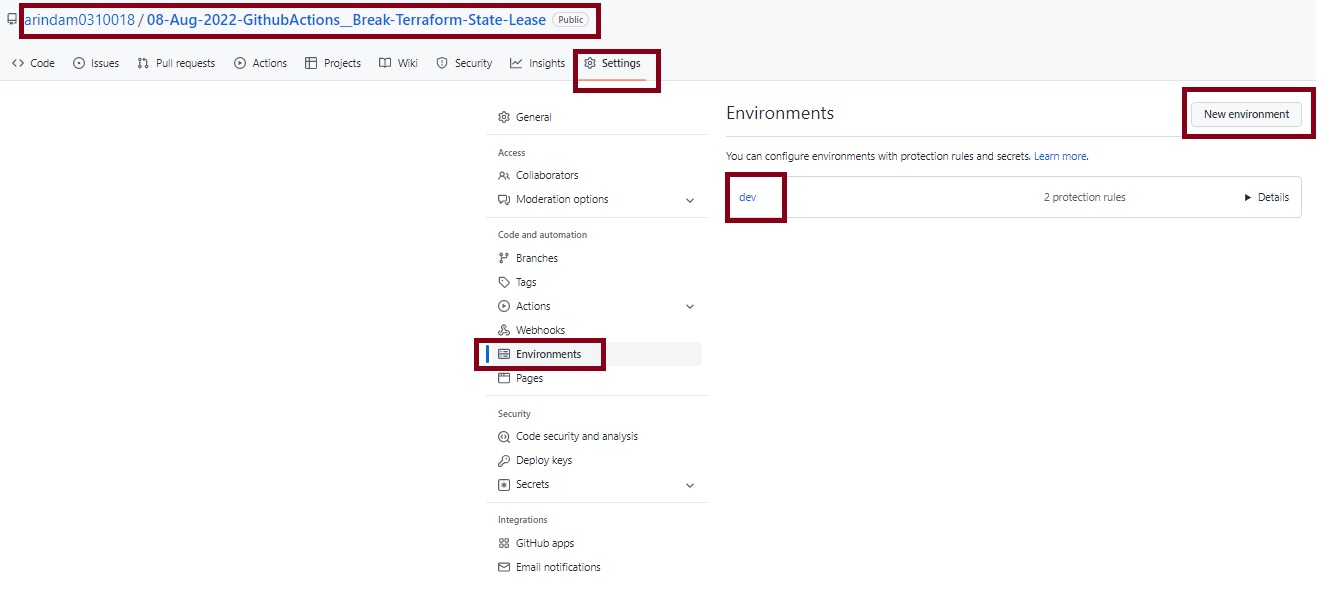 arindam0310018 / 08-Aug-2022-GithubActions__Break-Terraform-State-Lease Public
Code Issues Pull requests Actions Projects Wiki Security Insights Settings
General
Access
Collaborators
Moderation options
Code and automation
Branches
Tags
Actions
Webhooks
Environments
Pages
Security
Code security and analysis
Deploy keys
Secrets
Integrations
GitHub apps
Email notifications
Environments
New environment
You can configure environments with protection rules and secrets. Learn more.
dev 2 protection rules Details